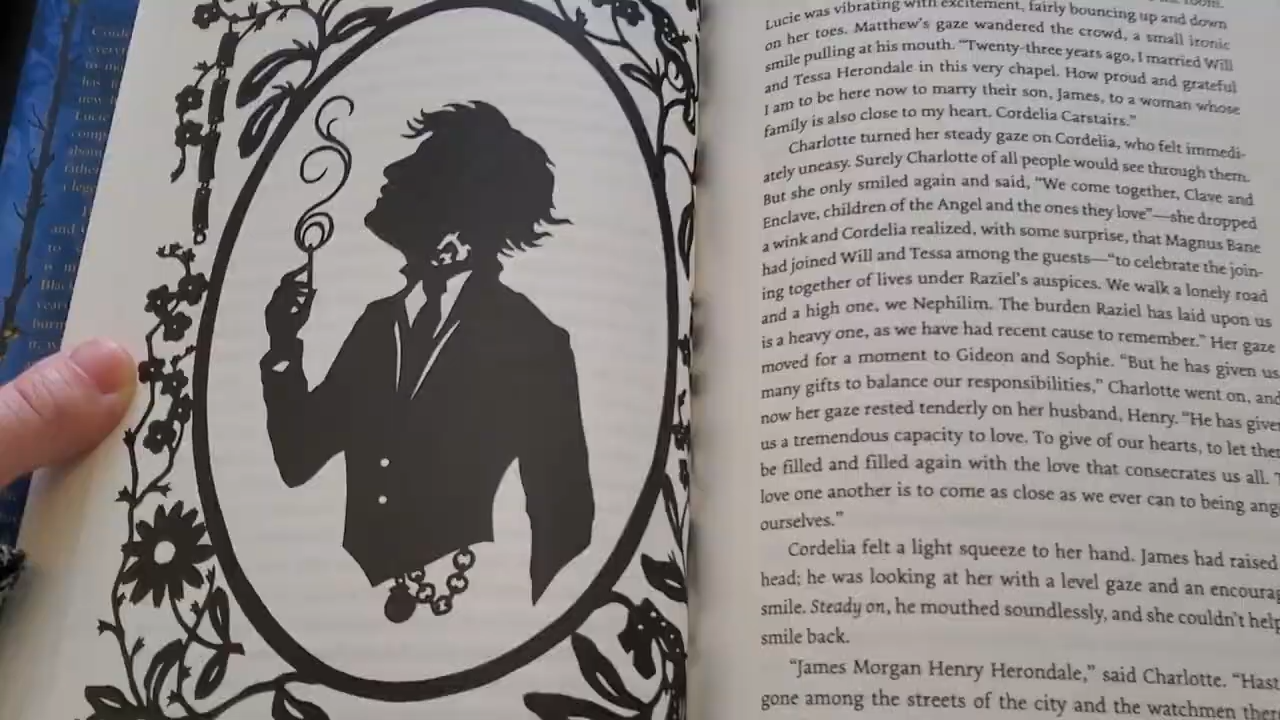 room.
Lucie was vibrating with excitement, fairly bouncing up and down
on her toes. Matthew's gaze wandered the crowd, a small ironic
smile pulling at his mouth. “Twenty-three years ago, I married Will
and Tessa Herondale in this very chapel. How proud and grateful
I am to be here now to marry their son, James, to a woman whose
family is also close to my heart, Cordelia Carstairs.”
Charlotte turned her steady gaze on Cordelia, who felt immedi-
ately uneasy. Surely Charlotte of all people would see through them.
But she only smiled again and said, “We come together, Clave and
Enclave, children of the Angel and the ones they love”—she dropped
a wink and Cordelia realized, with some surprise, that Magnus Bane
had joined Will and Tessa among the guests—“to celebrate the join-
ing together of lives under Raziel's auspices. We walk a lonely road
and a high one, we Nephilim. The burden Raziel has laid upon us
is a heavy one, as we have had recent cause to remember.” Her gaze
moved for a moment to Gideon and Sophie. “But he has given us
many gifts to balance our responsibilities,” Charlotte went on, and
now her gaze rested tenderly on her husband, Henry. “He has given
us a tremendous capacity to love. To give of our hearts, to let them
be filled and filled again with the love that consecrates us all. T
love one another is to come as close as we ever can to being ang
ourselves.”
Cordelia felt a light squeeze to her hand. James had raised
head; he was looking at her with a level gaze and an encourag
smile. Steady on, he mouthed soundlessly, and she couldn't help
smile back.
“James Morgan Henry Herondale,” said Charlotte. “Hast
gone among the streets of the city and the watchmen ther